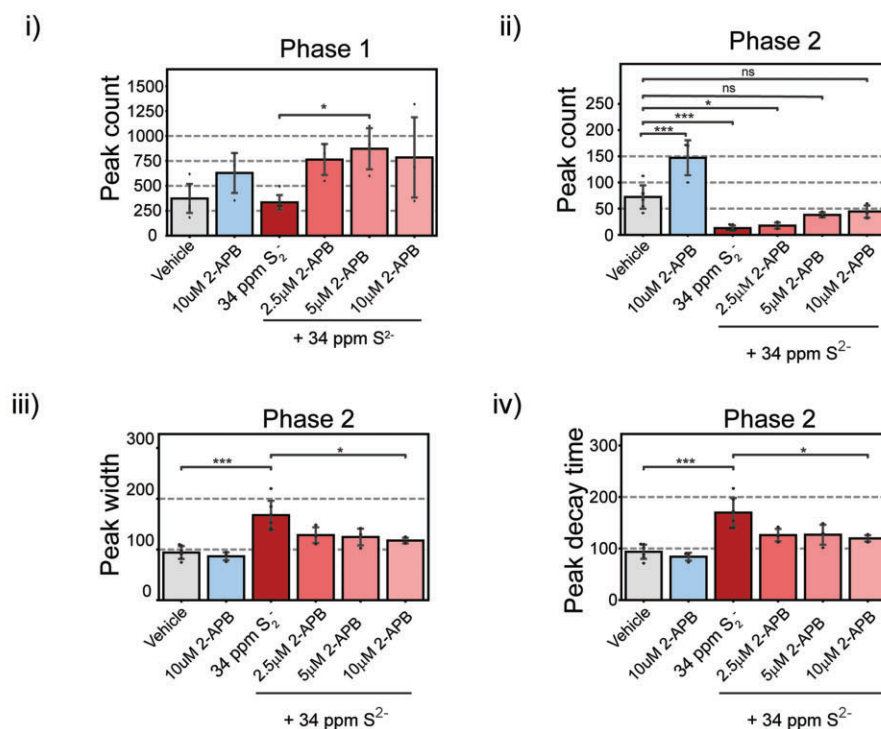 i)
Phase 1
Peak count
1500
1250
1000
750
500
250
0
*
Vehicle
10uM 2-APB
34 ppm S2-
2.5μM 2-APB
5μM 2-APB
10μM 2-APB
+ 34 ppm S2-
ii)
Phase 2
Peak count
250
200
150
100
50
0
ns
ns
*
***
***
Vehicle
10uM 2-APB
34 ppm S2-
2.5μM 2-APB
5μM 2-APB
10μM 2-APB
+ 34 ppm S2-
iii)
Phase 2
Peak width
300
100
0
***
*
Vehicle
10uM 2-APB
34 ppm S2-
2.5μM 2-APB
5μM 2-APB
10μM 2-APB
+ 34 ppm S2-
iv)
Phase 2
Peak decay time
300
200
100
0
***
*
Vehicle
10uM 2-APB
34 ppm S2-
2.5μM 2-APB
5μM 2-APB
10μM 2-APB
+ 34 ppm S2-